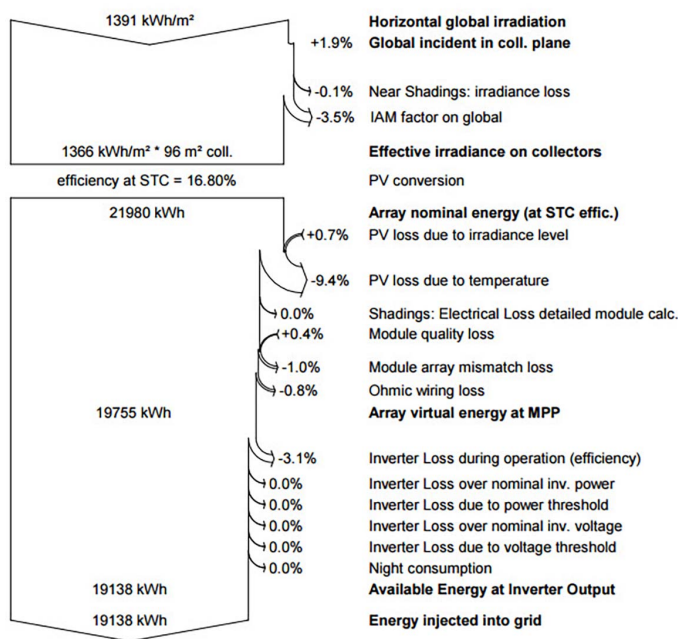 1391 kWh/m² Horizontal global irradiation
+1.9% Global incident in coll. plane
-0.1% Near Shadings: irradiance loss
-3.5% IAM factor on global
1366 kWh/m² * 96 m² coll. Effective irradiance on collectors
efficiency at STC = 16.80% PV conversion
21980 kWh Array nominal energy (at STC effic.)
+0.7% PV loss due to irradiance level
-9.4% PV loss due to temperature
0.0% Shadings: Electrical Loss detailed module calc.
+0.4% Module quality loss
-1.0% Module array mismatch loss
-0.8% Ohmic wiring loss
19755 kWh Array virtual energy at MPP
-3.1% Inverter Loss during operation (efficiency)
0.0% Inverter Loss over nominal inv. power
0.0% Inverter Loss due to power threshold
0.0% Inverter Loss over nominal inv. voltage
0.0% Inverter Loss due to voltage threshold
0.0% Night consumption
19138 kWh Available Energy at Inverter Output
19138 kWh Energy injected into grid